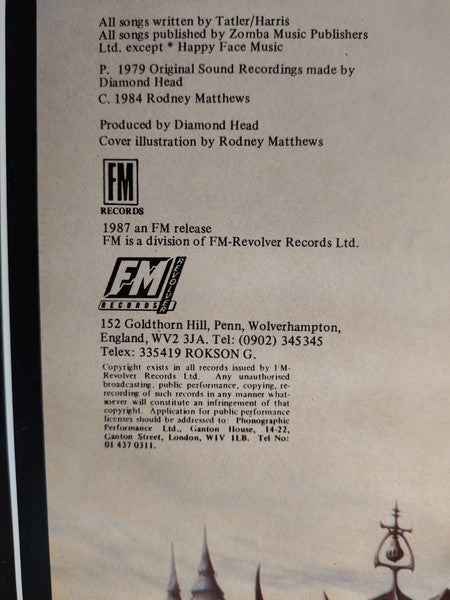 All songs written by Tatler/Harris
All songs published by Zomba Music Publishers
Ltd. except * Happy Face Music
P. 1979 Original Sound Recordings made by
Diamond Head
C. 1984 Rodney Matthews
Produced by Diamond Head
Cover illustration by Rodney Matthews
FM
RECORDS
1987 an FM release
FM is a division of FM-Revolver Records Ltd.
FM
REVOLVER
RECORDS
152 Goldthorn Hill, Penn, Wolverhampton,
England, WV2 3JA. Tel: (0902) 345345
Telex: 335419 ROKSON G.
Copyright exists in all records issued by FM-
Revolver Records Ltd. Any unauthorised
broadcasting, public performance, copying, re-
recording of such records in any manner what-
soever will constitute an infringement of that
copyright. Application for public performance
licenses should be addressed to: Phonographic
Performance Ltd., Ganton House, 14-22,
Ganton Street, London, W1V 1LB. Tel No:
01 437 0311.